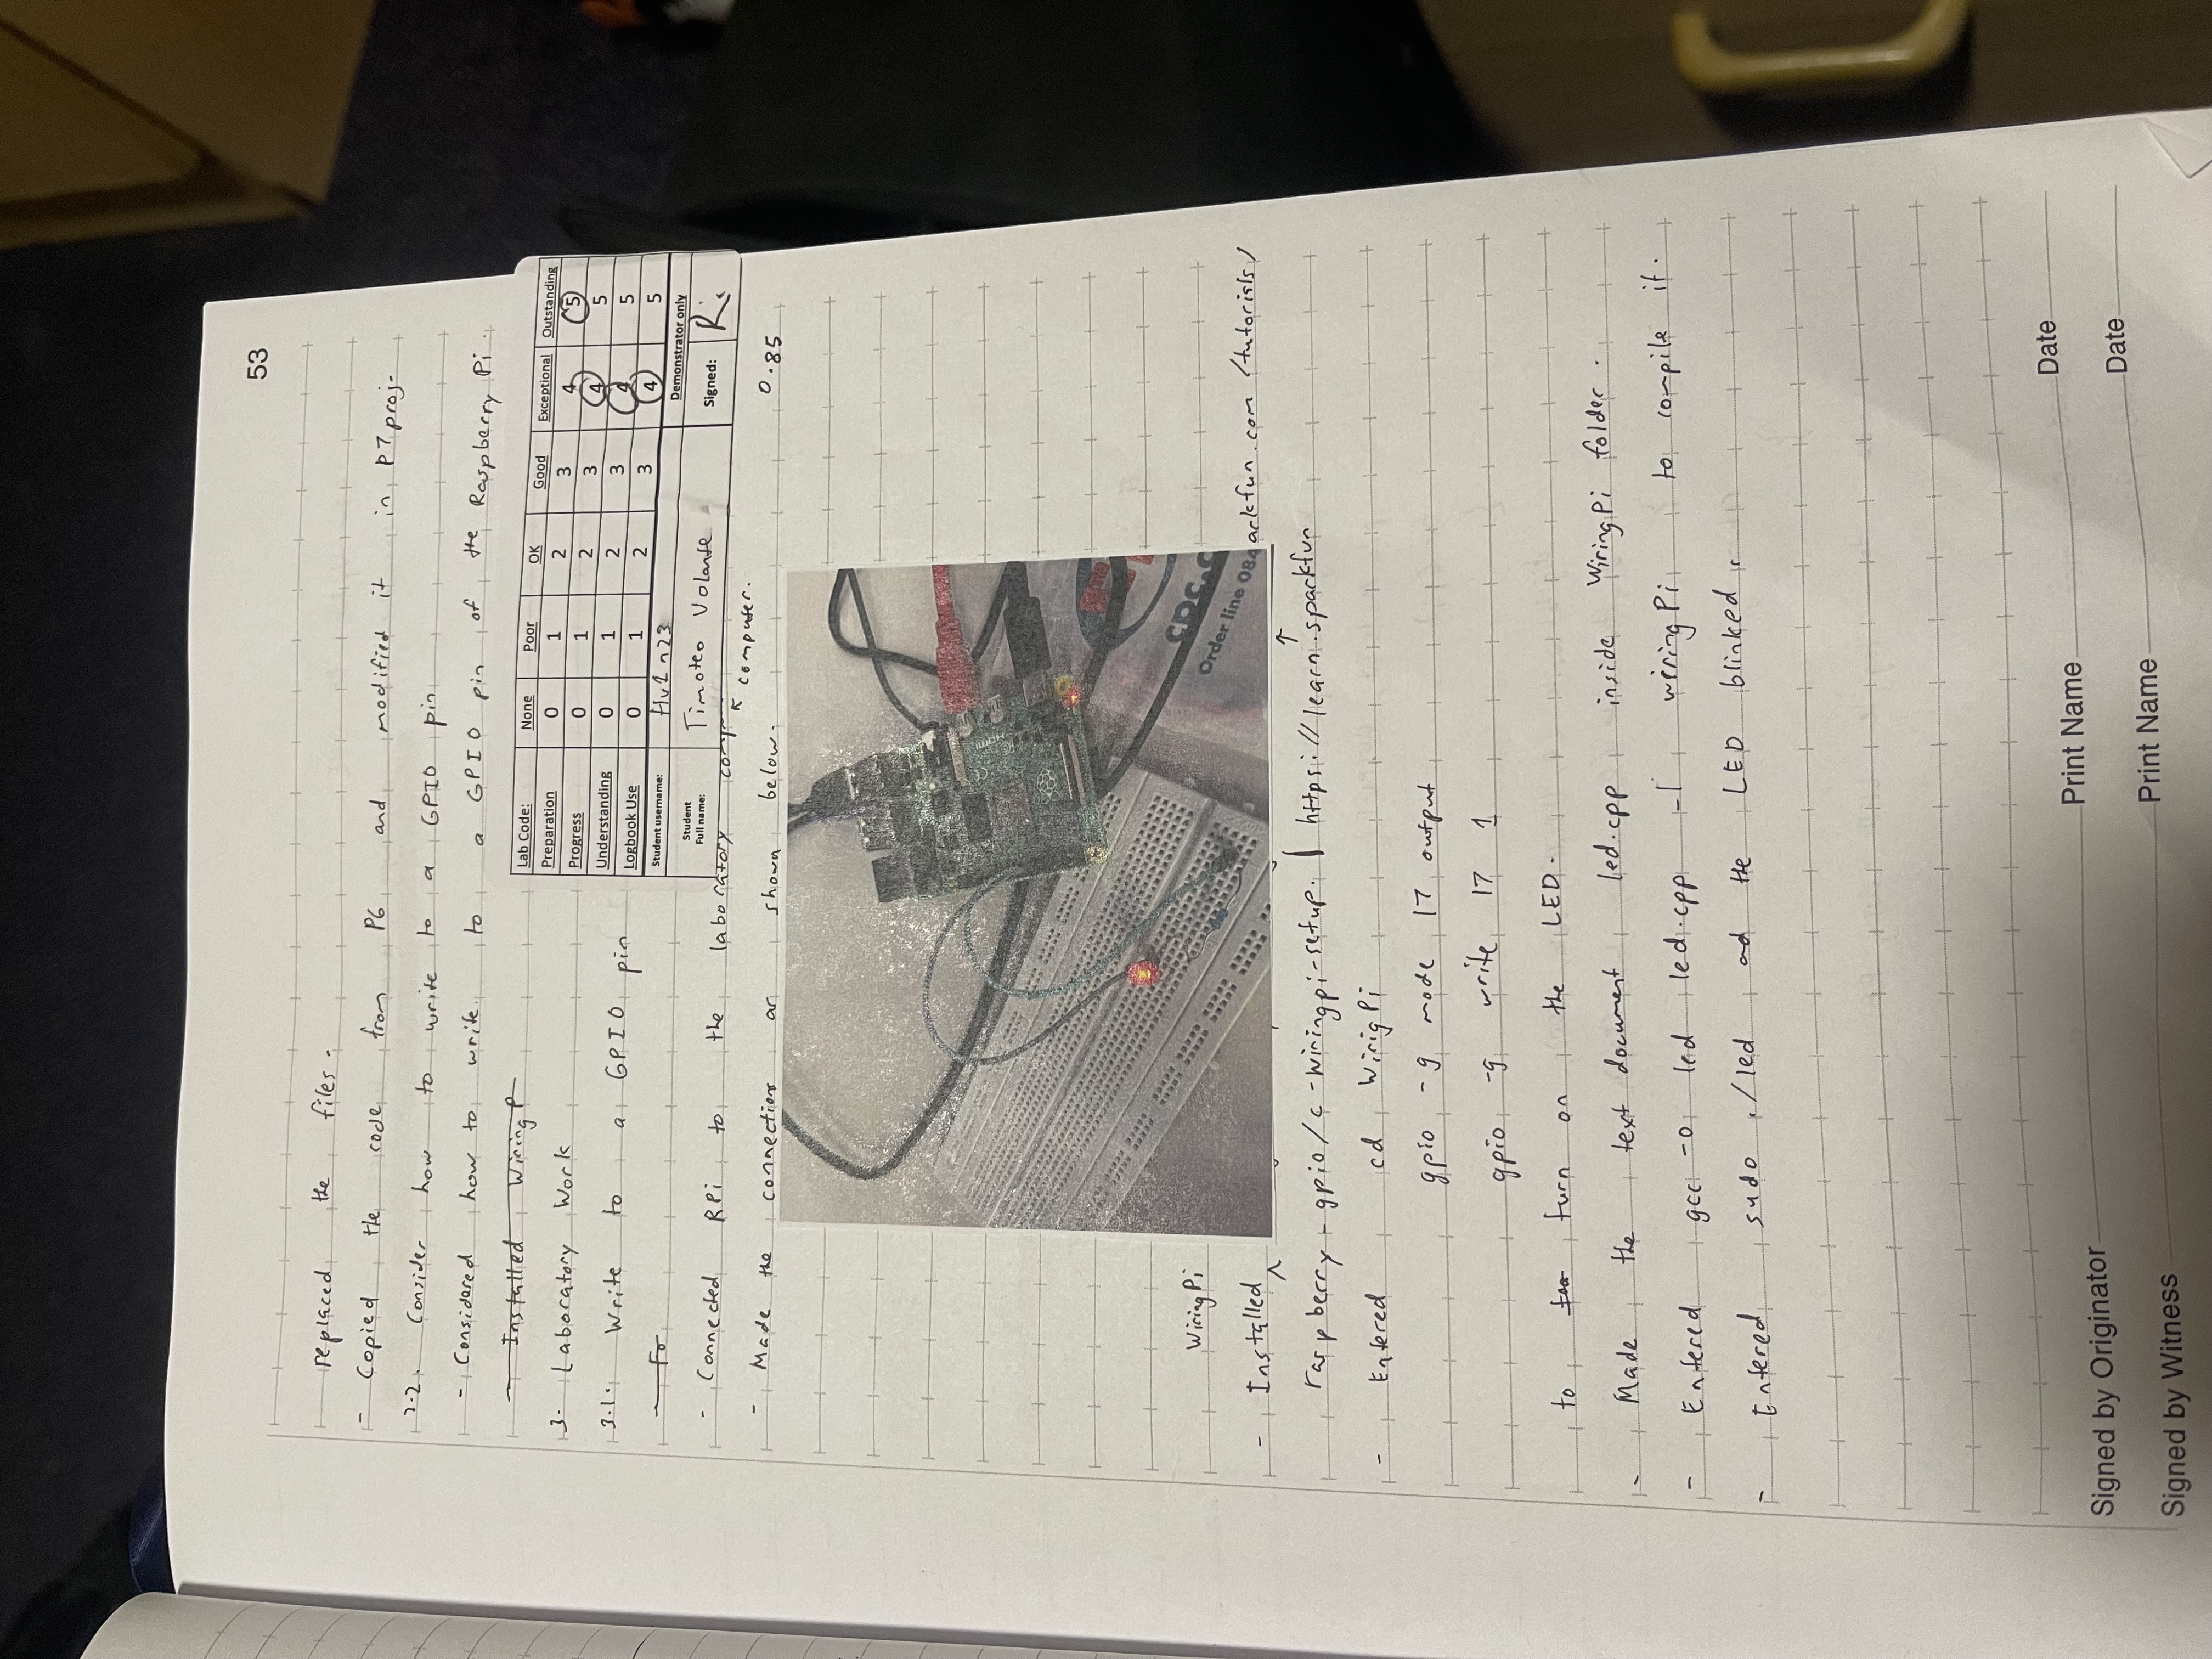 53
replaced the files.
- Copied the code from P6 and modified it in P7 proj.
2.2. Consider how to write to a GPIO pin
- Considered how to write to a GPIO pin of the Raspberry Pi.
- Installed WiringP
3. Laboratory Work
3.1. Write to a GPIO pin
- Fo
Lab Code: None Poor OK Good Exceptional Outstanding
Preparation 0 1 2 3 4 5
Progress 0 1 2 3 4 5
Understanding 0 1 2 3 4 5
Logbook Use 0 1 2 3 4 5
Student username:
Demonstrator only
Student Full name: Timoteo Volante Signed:
- Connected RPi to the laboratory comp
computer.
- Made the connection as shown below.
0.85
HDMI
cpc.c
Order line 084
WiringPi
- Installed arkfun.com/tutorials/
raspberry-gpio/c-wiringpi-setup. | https://learn.sparkfun
- Entered cd WirigPi
gpio -g mode 17 output
gpio -g write 17 1
to turn on the LED.
- Made the text document led.cpp inside WiringPi folder.
- Entered gcc -o led led.cpp -l wiringPi to compile it.
- Entered sudo ./led ad the LED blinked.
Signed by Originator Print Name Date
Signed by Witness Print Name Date